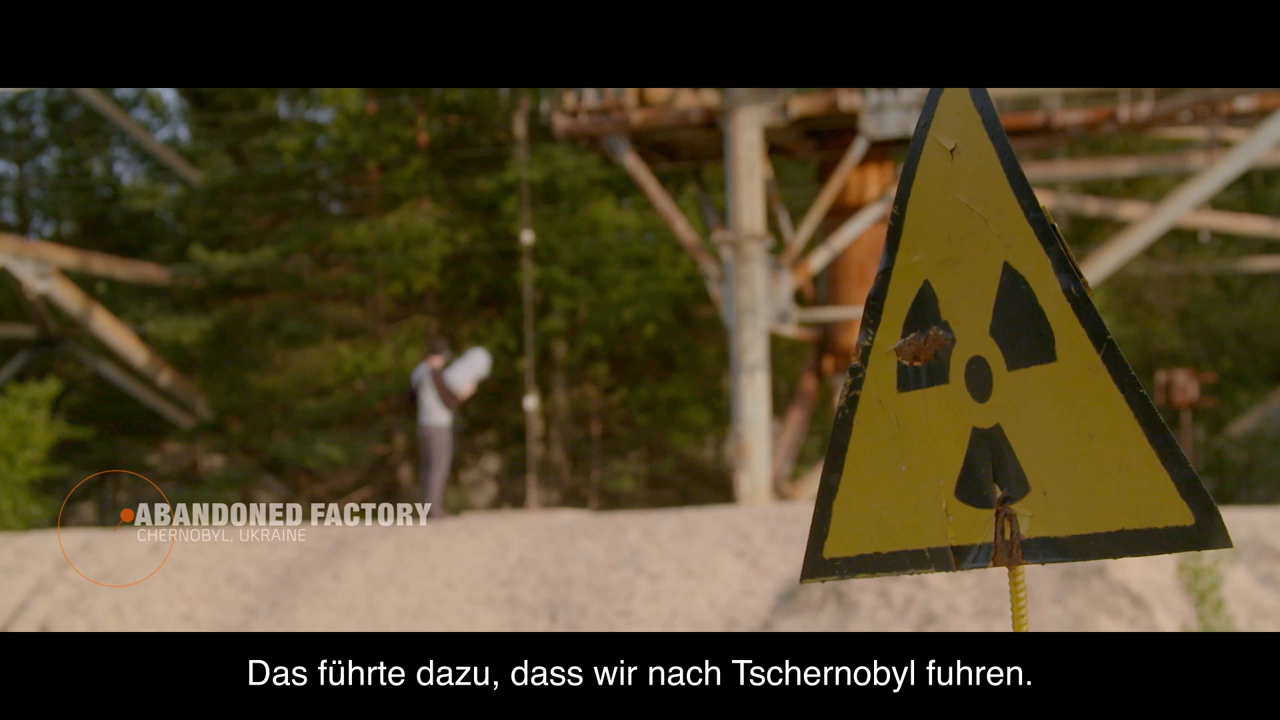 ABANDONED FACTORY
CHERNOBYL, UKRAINE
Das führte dazu, dass wir nach Tschernobyl fuhren.